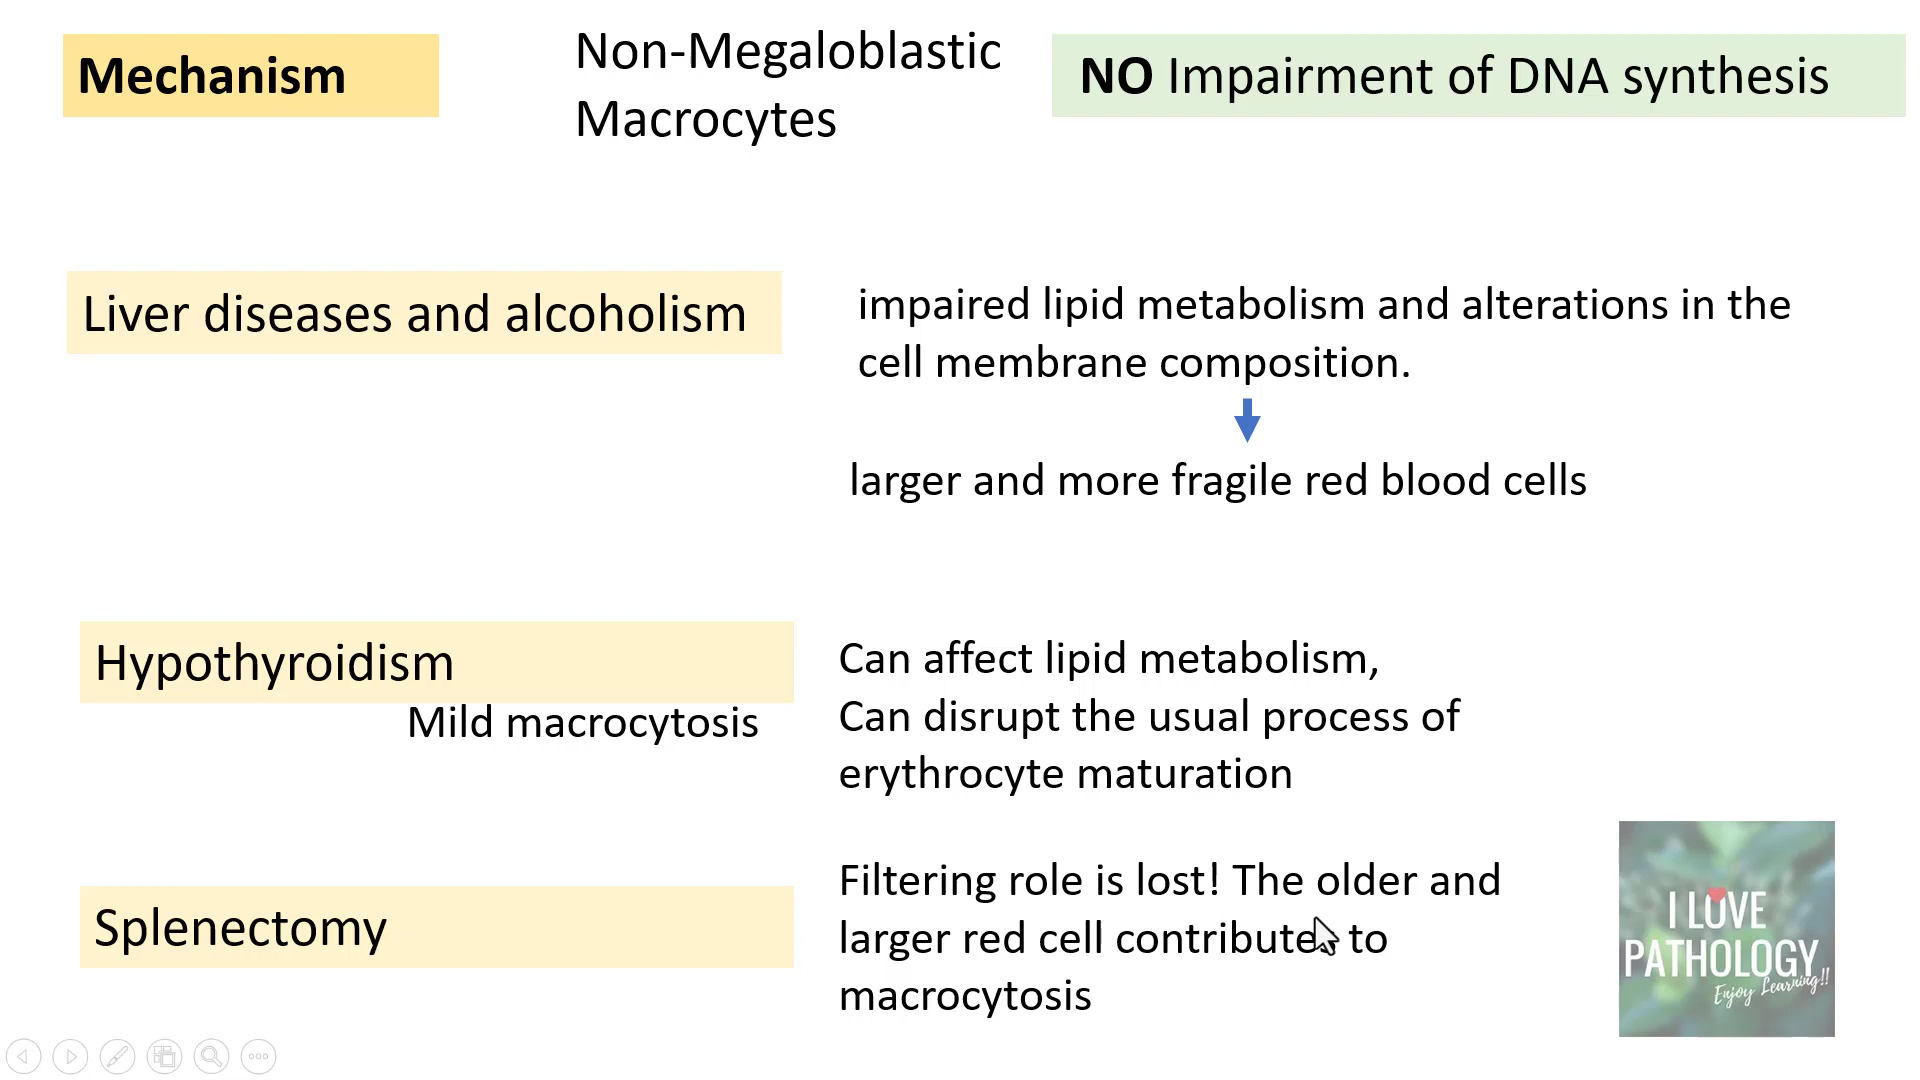 Mechanism
Non-Megaloblastic
Macrocytes
NO Impairment of DNA synthesis
Liver diseases and alcoholism
impaired lipid metabolism and alterations in the
cell membrane composition.
larger and more fragile red blood cells
Hypothyroidism
Mild macrocytosis
Can affect lipid metabolism,
Can disrupt the usual process of
erythrocyte maturation
Splenectomy
Filtering role is lost! The older and
larger red cell contribute to
macrocytosis
I LOVE
PATHOLOGY
Enjoy Learning!!